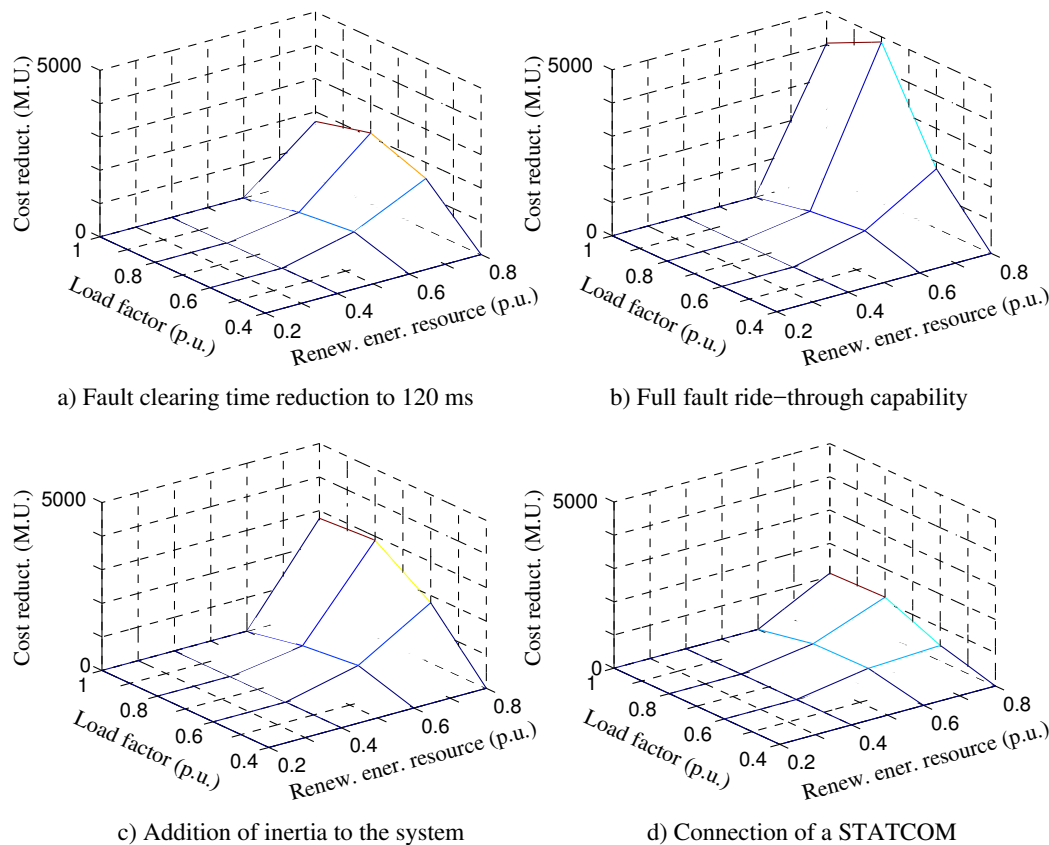 5000
0
Cost reduct. (M.U.)
1
0.8
0.6
0.4
Load factor (p.u.)
0.2
0.4
0.6
0.8
Renew. ener. resource (p.u.)
a) Fault clearing time reduction to 120 ms
5000
0
Cost reduct. (M.U.)
1
0.8
0.6
0.4
Load factor (p.u.)
0.2
0.4
0.6
0.8
Renew. ener. resource (p.u.)
b) Full fault ride−through capability
5000
0
Cost reduct. (M.U.)
1
0.8
0.6
0.4
Load factor (p.u.)
0.2
0.4
0.6
0.8
Renew. ener. resource (p.u.)
c) Addition of inertia to the system
5000
0
Cost reduct. (M.U.)
1
0.8
0.6
0.4
Load factor (p.u.)
0.2
0.4
0.6
0.8
Renew. ener. resource (p.u.)
d) Connection of a STATCOM